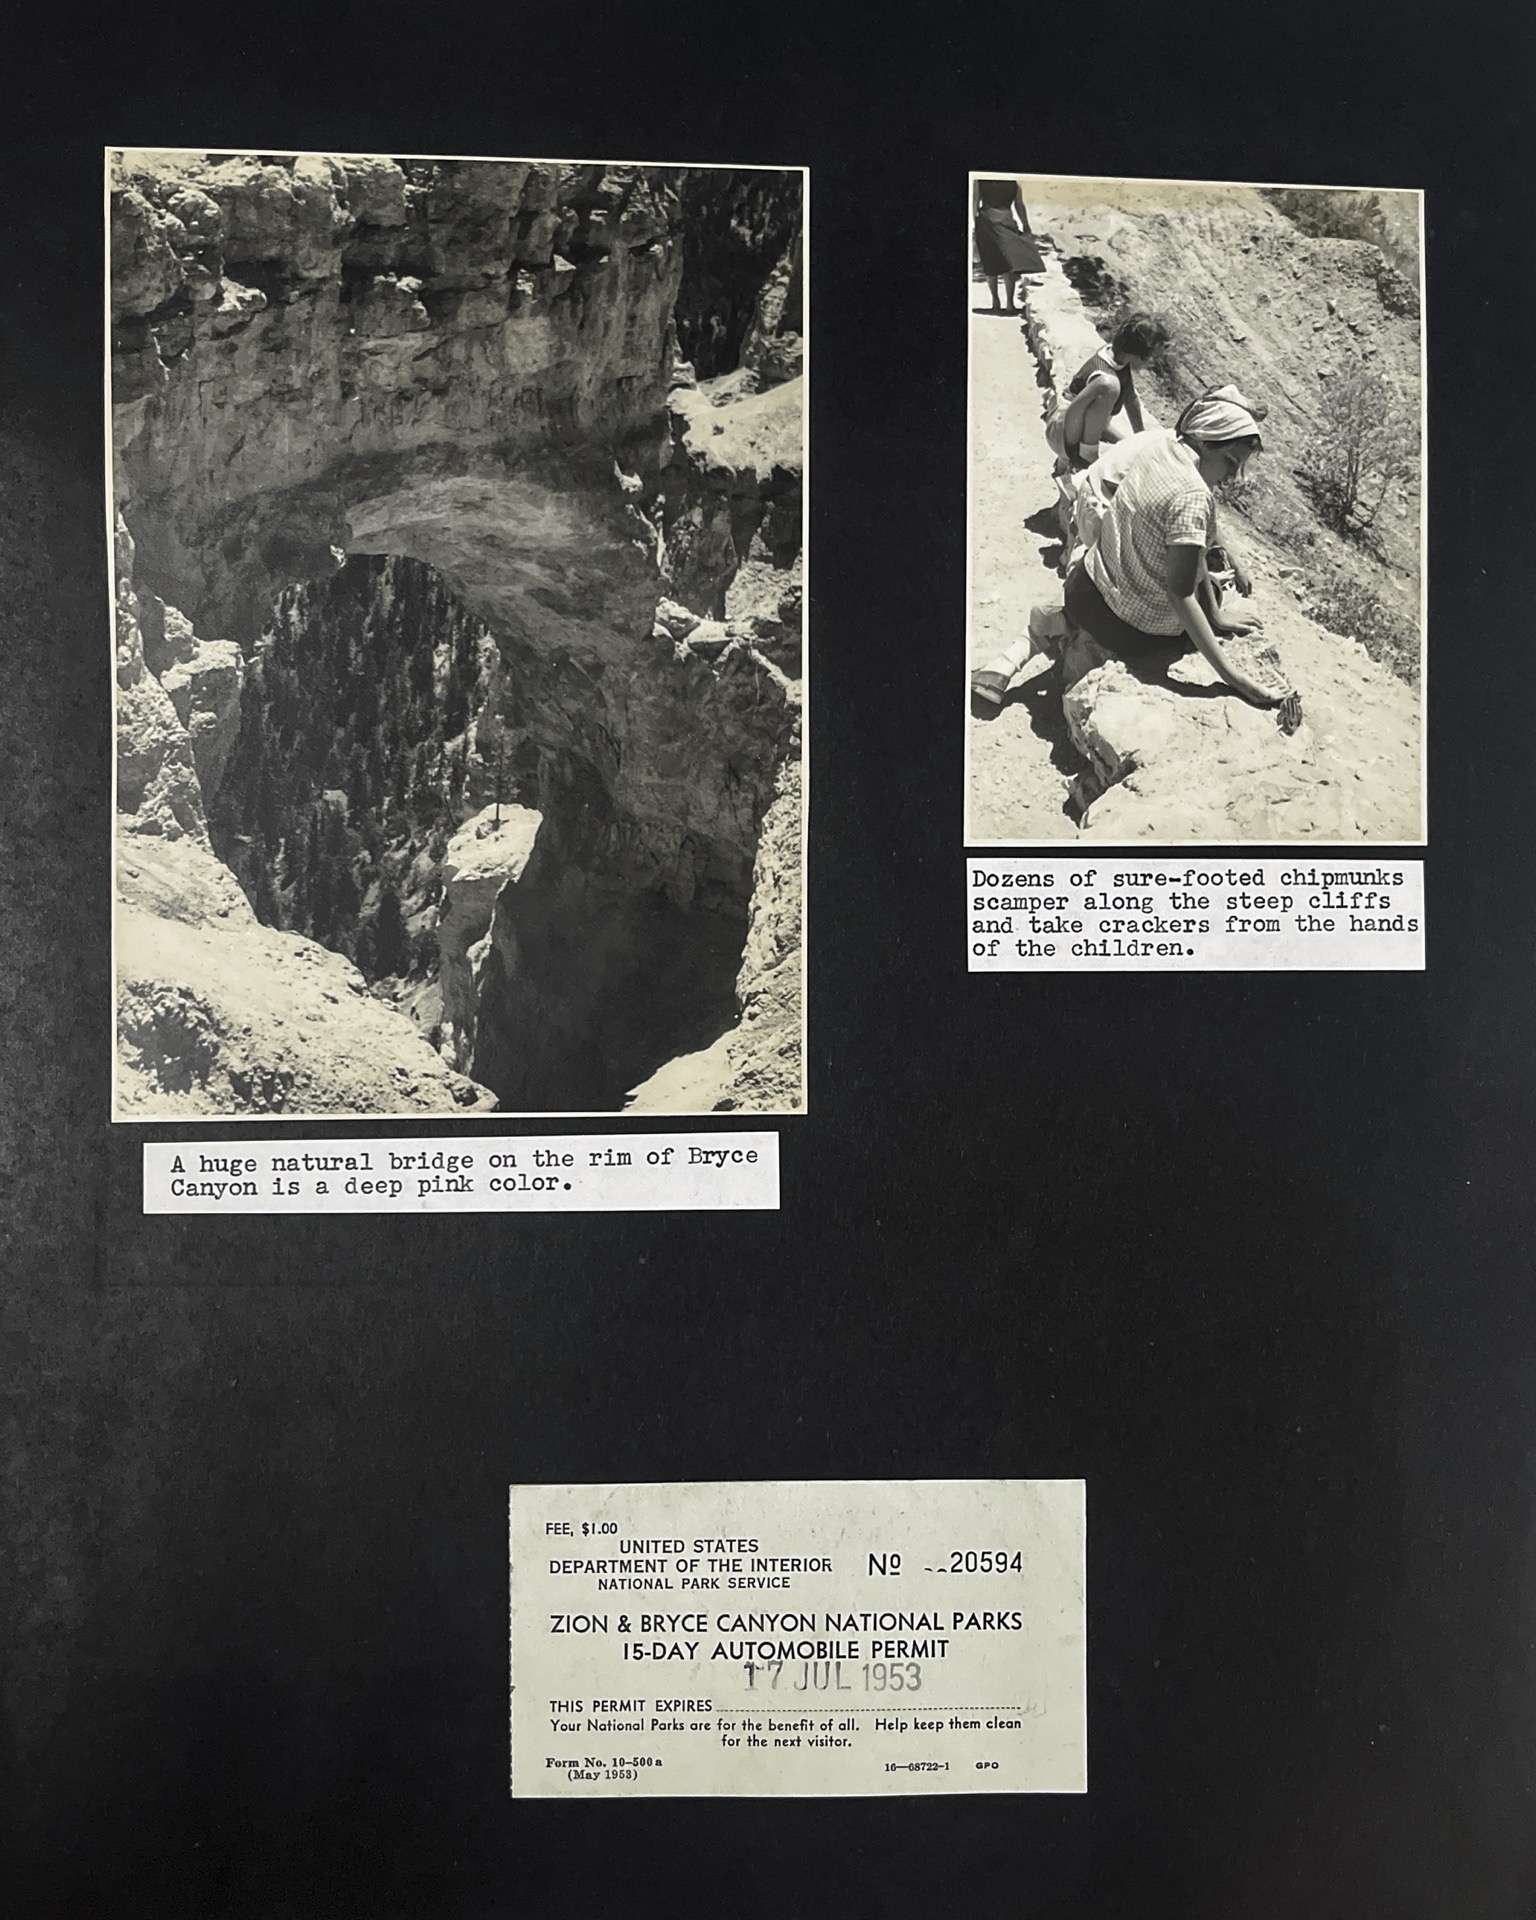 A huge natural bridge on the rim of Bryce
Canyon is a deep pink color.
Dozens of sure-footed chipmunks
scamper along the steep cliffs
and take crackers from the hands
of the children.
FEE, $1.00
UNITED STATES
DEPARTMENT OF THE INTERIOR
NATIONAL PARK SERVICE
Nº 20594
ZION & BRYCE CANYON NATIONAL PARKS
15-DAY AUTOMOBILE PERMIT
17 JUL 1953
THIS PERMIT EXPIRES
Your National Parks are for the benefit of all. Help keep them clean
for the next visitor.
Form No. 10-500a
(May 1953)
16—68722-1 GPO